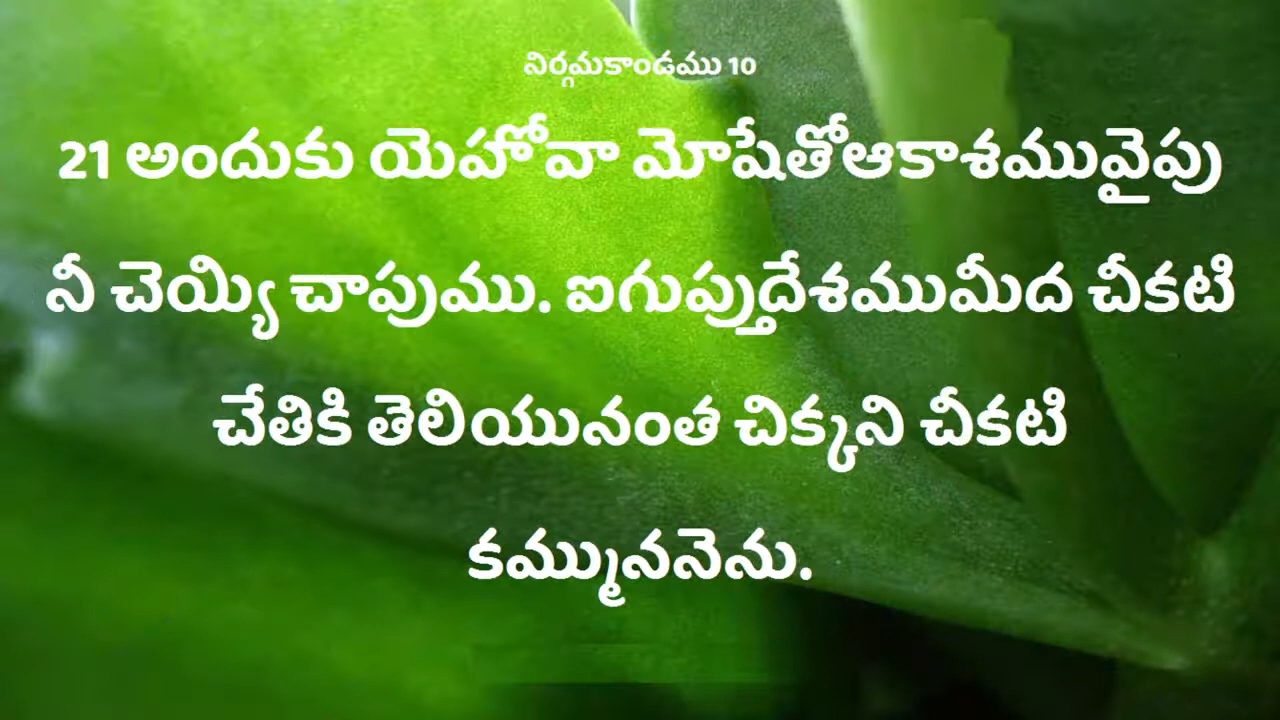 నిర్గమకాండము 10
21 అందుకు యెహోవా మోషేతోఆకాశమువైపు
నీ చెయ్యి చాపుము. ఐగుప్తుదేశముమీద చీకటి
చేతికి తెలియునంత చిక్కని చీకటి
కమ్ముననెను.